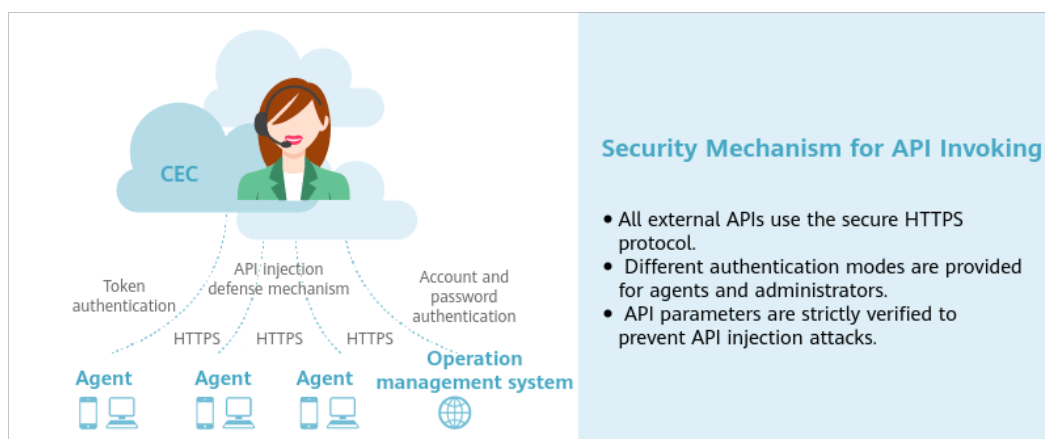 CEC
Token
authentication
API injection
defense mechanism
Account and
password
authentication
HTTPS
HTTPS
HTTPS
Agent
Agent
Agent
Operation
management system
Security Mechanism for API Invoking
● All external APIs use the secure HTTPS
protocol.
● Different authentication modes are provided
for agents and administrators.
● API parameters are strictly verified to
prevent API injection attacks.